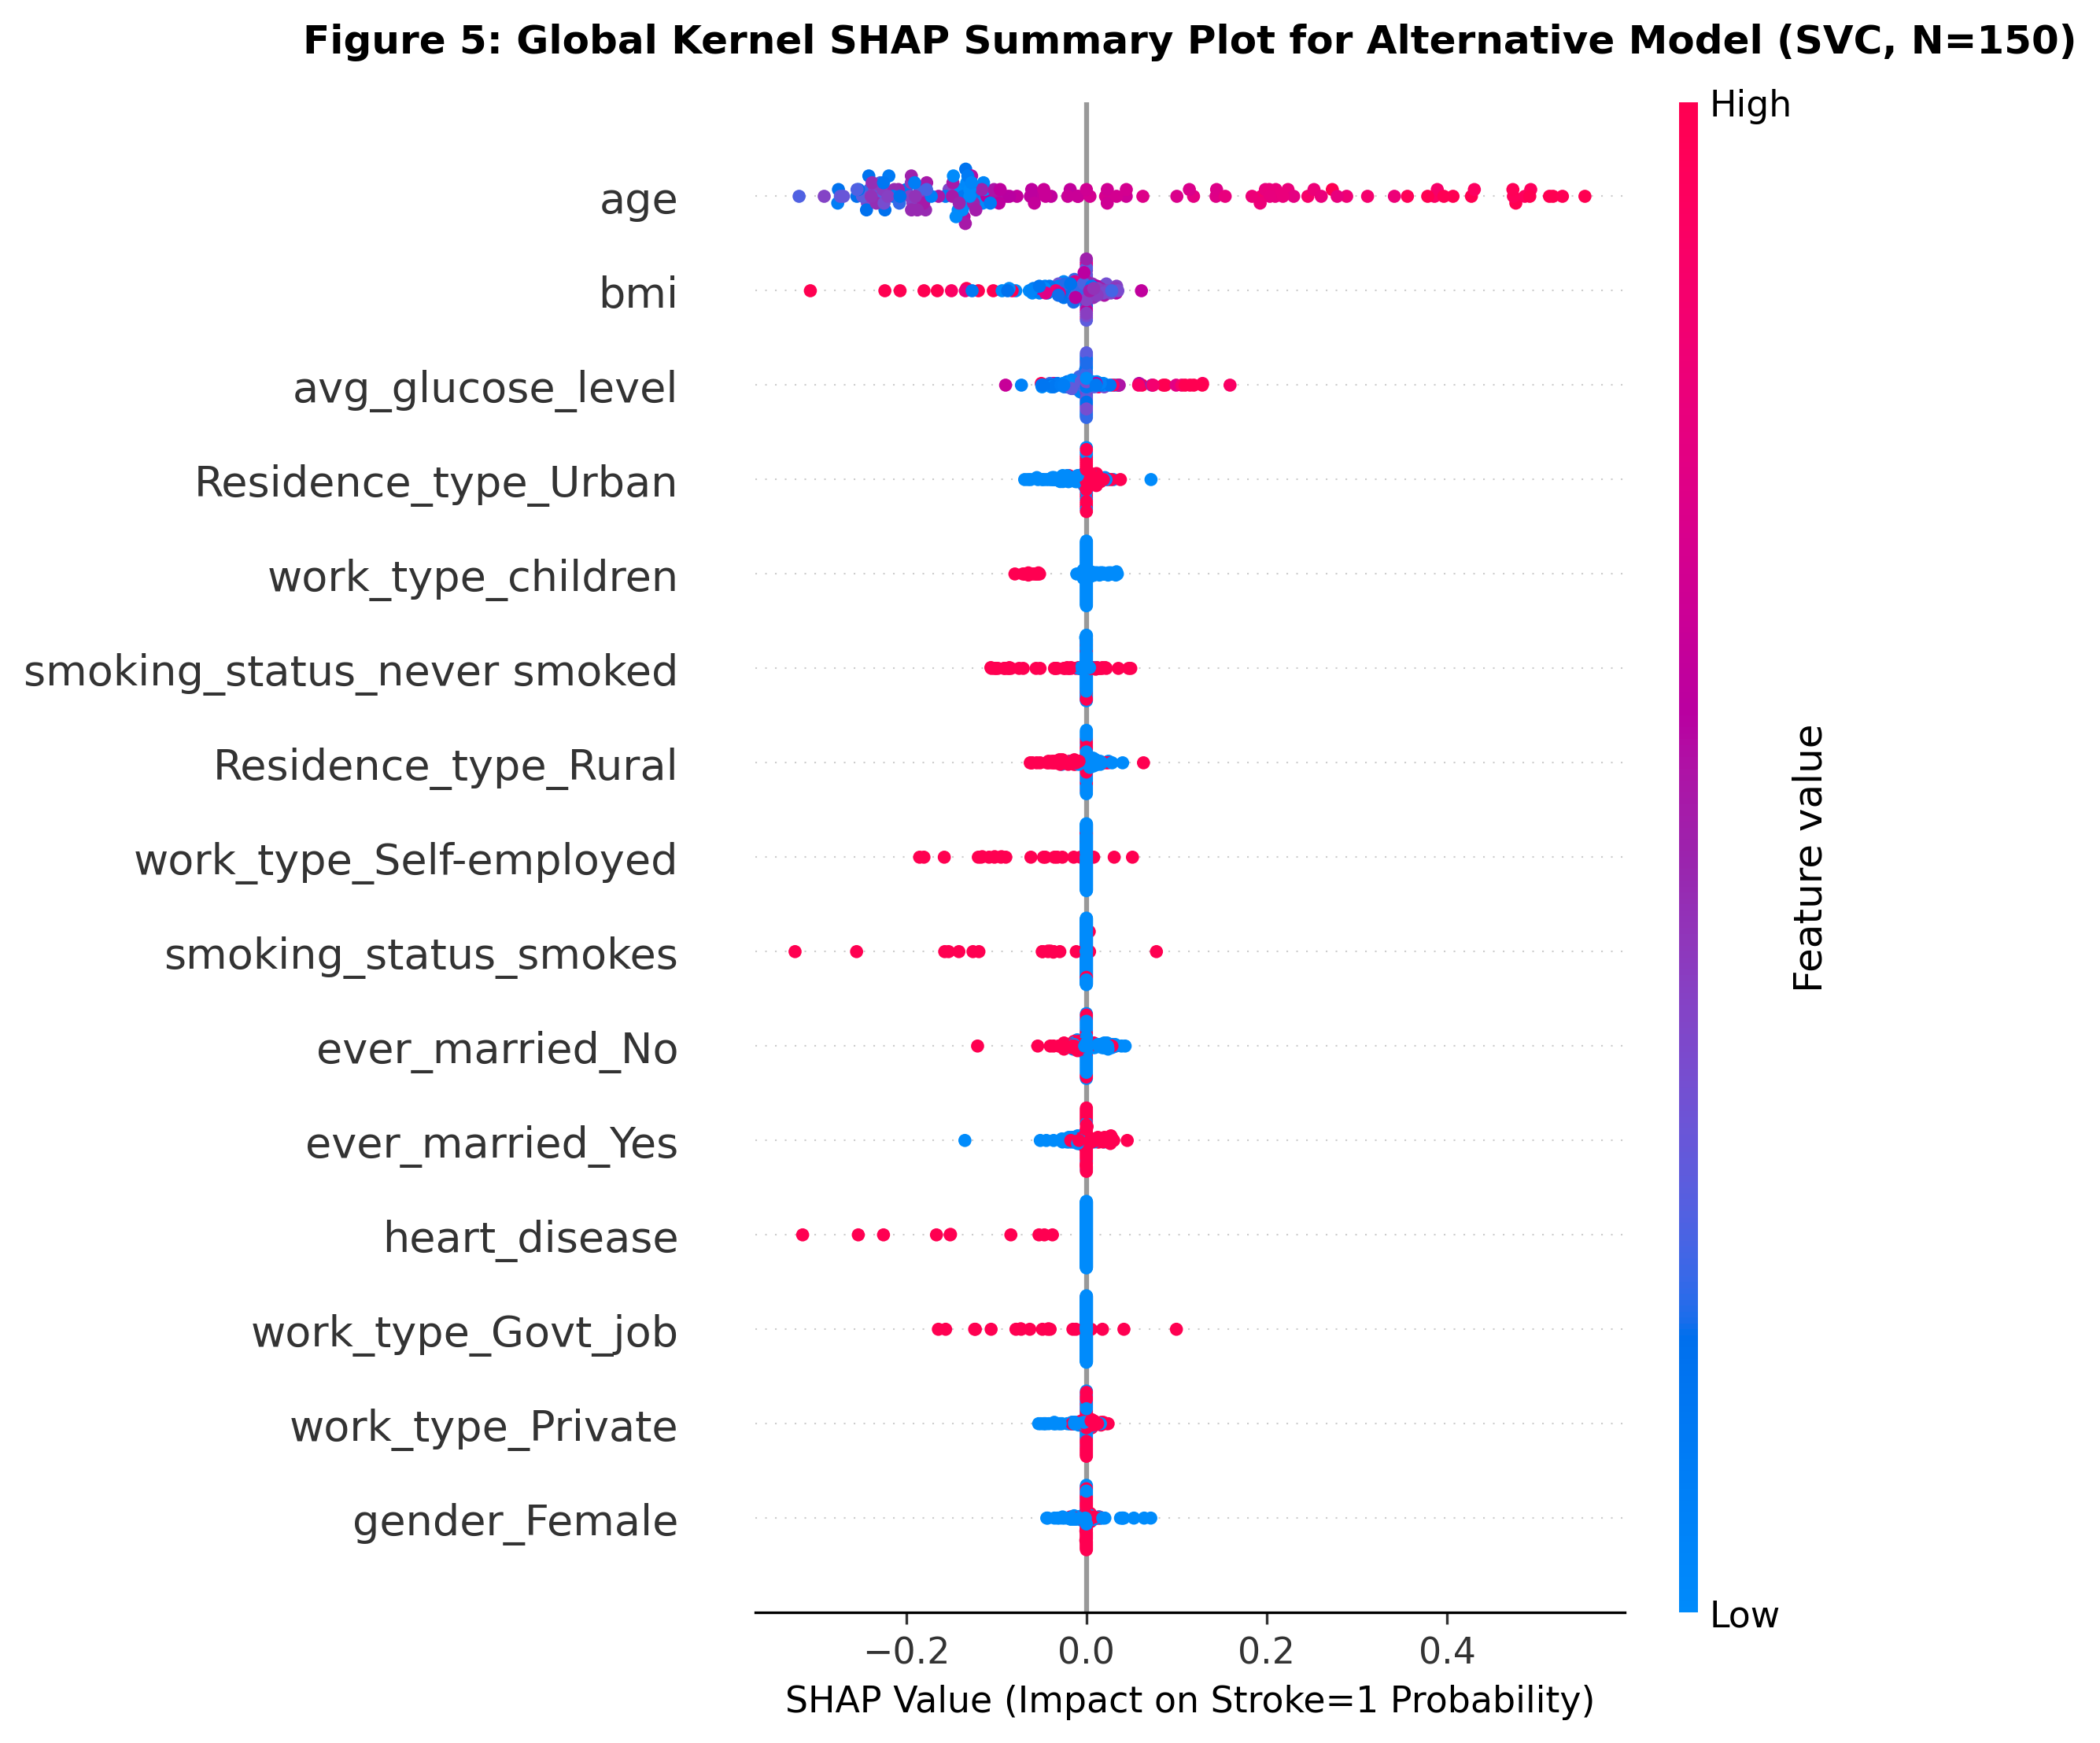 Figure 5: Global Kernel SHAP Summary Plot for Alternative Model (SVC, N=150)
High
age
bmi
avg_glucose_level
Residence_type_Urban
work_type_children
smoking_status_never smoked
Residence_type_Rural
work_type_Self-employed
smoking_status_smokes
ever_married_No
ever_married_Yes
heart_disease
work_type_Govt_job
work_type_Private
gender_Female
Feature value
Low
−0.2 0.0 0.2 0.4
SHAP Value (Impact on Stroke=1 Probability)